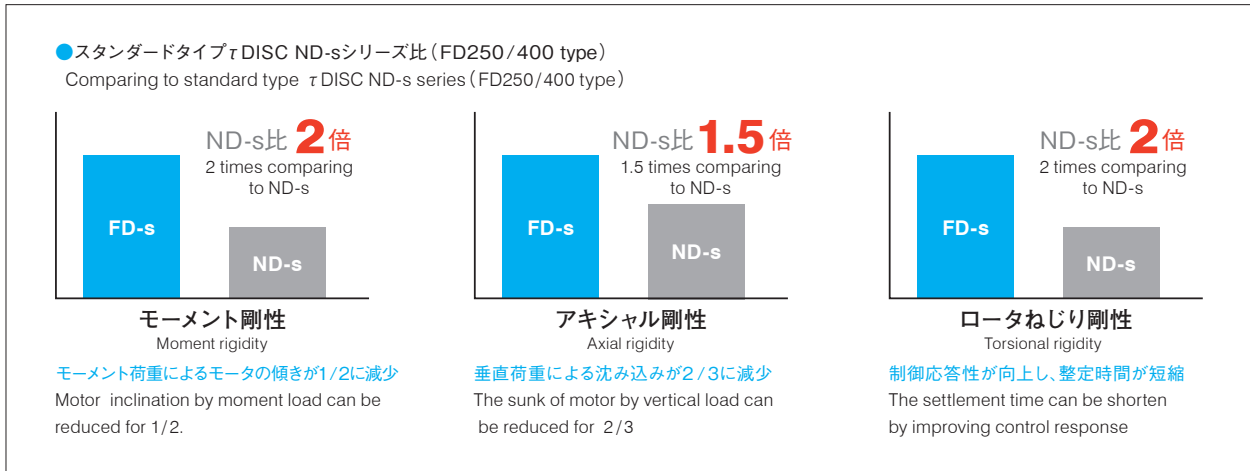 ●スタンダードタイプτDISC ND-sシリーズ比(FD250/400 type)
Comparing to standard type τDISC ND-s series(FD250/400 type)
ND-s比 2倍
2 times comparing
to ND-s
FD-s
ND-s
モーメント剛性
Moment rigidity
モーメント荷重によるモータの傾きが1/2に減少
Motor inclination by moment load can be
reduced for 1/2.
ND-s比 1.5倍
1.5 times comparing
to ND-s
FD-s
ND-s
アキシャル剛性
Axial rigidity
垂直荷重による沈み込みが2/3に減少
The sunk of motor by vertical load can
be reduced for 2/3
ND-s比 2倍
2 times comparing
to ND-s
FD-s
ND-s
ロータねじり剛性
Torsional rigidity
制御応答性が向上し、整定時間が短縮
The settlement time can be shorten
by improving control response